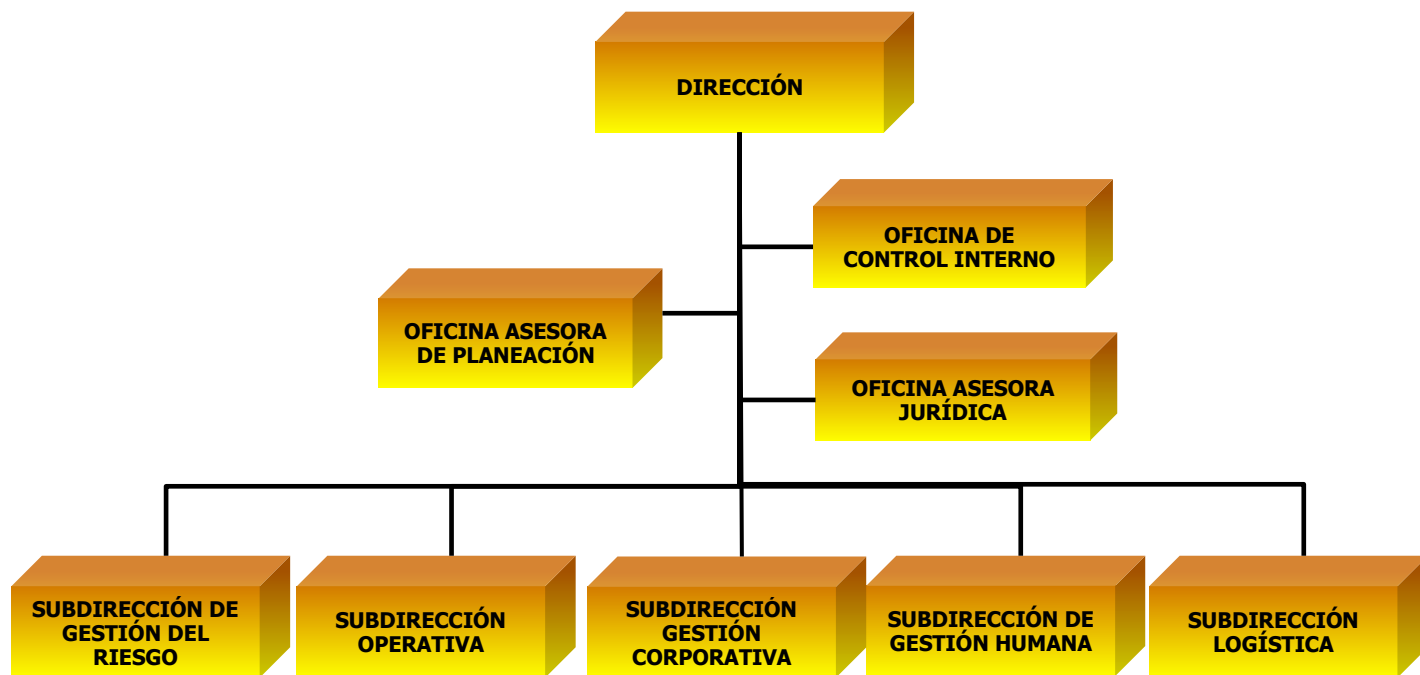 DIRECCIÓN
OFICINA DE
CONTROL INTERNO
OFICINA ASESORA
DE PLANEACIÓN
OFICINA ASESORA
JURÍDICA
SUBDIRECCIÓN DE
GESTIÓN DEL
RIESGO
SUBDIRECCIÓN
OPERATIVA
SUBDIRECCIÓN
GESTIÓN
CORPORATIVA
SUBDIRECCIÓN DE
GESTIÓN HUMANA
SUBDIRECCIÓN
LOGÍSTICA